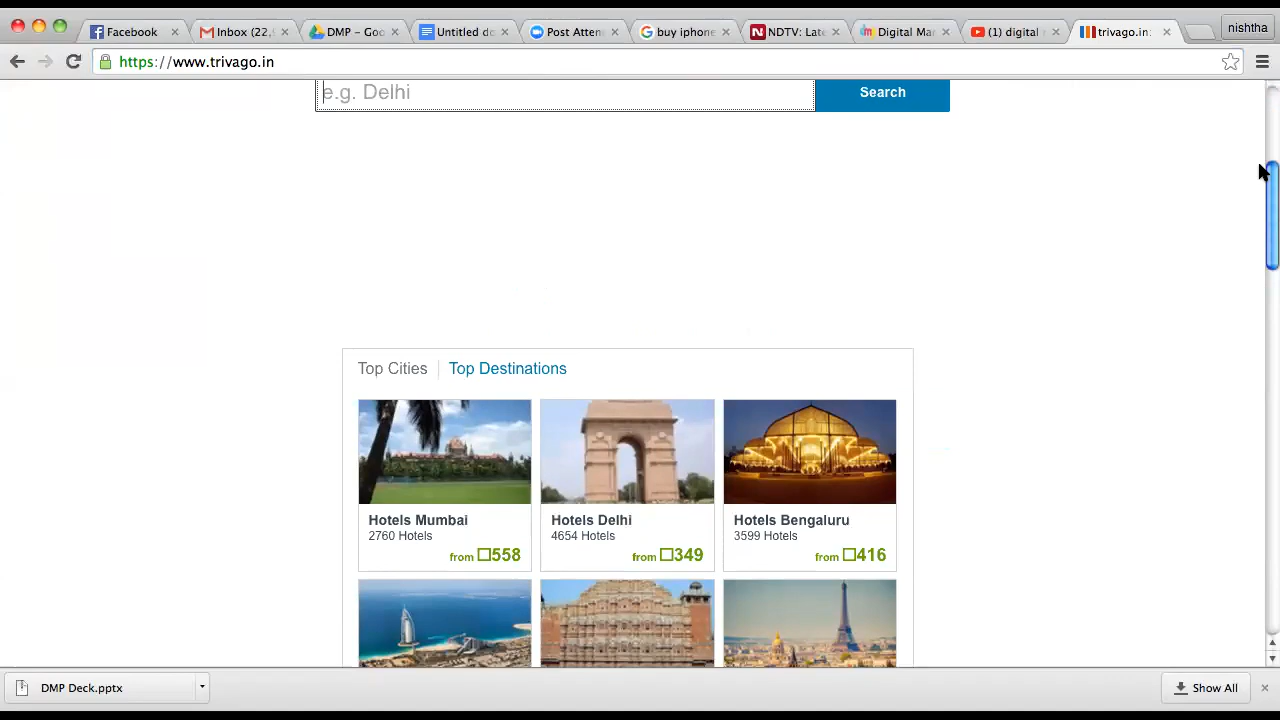 Facebook
Inbox (22,
DMP – Goo
Untitled do
Post Atten
buy iphone
NDTV: Late
Digital Mar
(1) digital
trivago.in:
nishtha
https://www.trivago.in
e.g. Delhi
Search
Top Cities
Top Destinations
Hotels Mumbai
2760 Hotels
from □558
Hotels Delhi
4654 Hotels
from □349
Hotels Bengaluru
3599 Hotels
from □416
DMP Deck.pptx
Show All